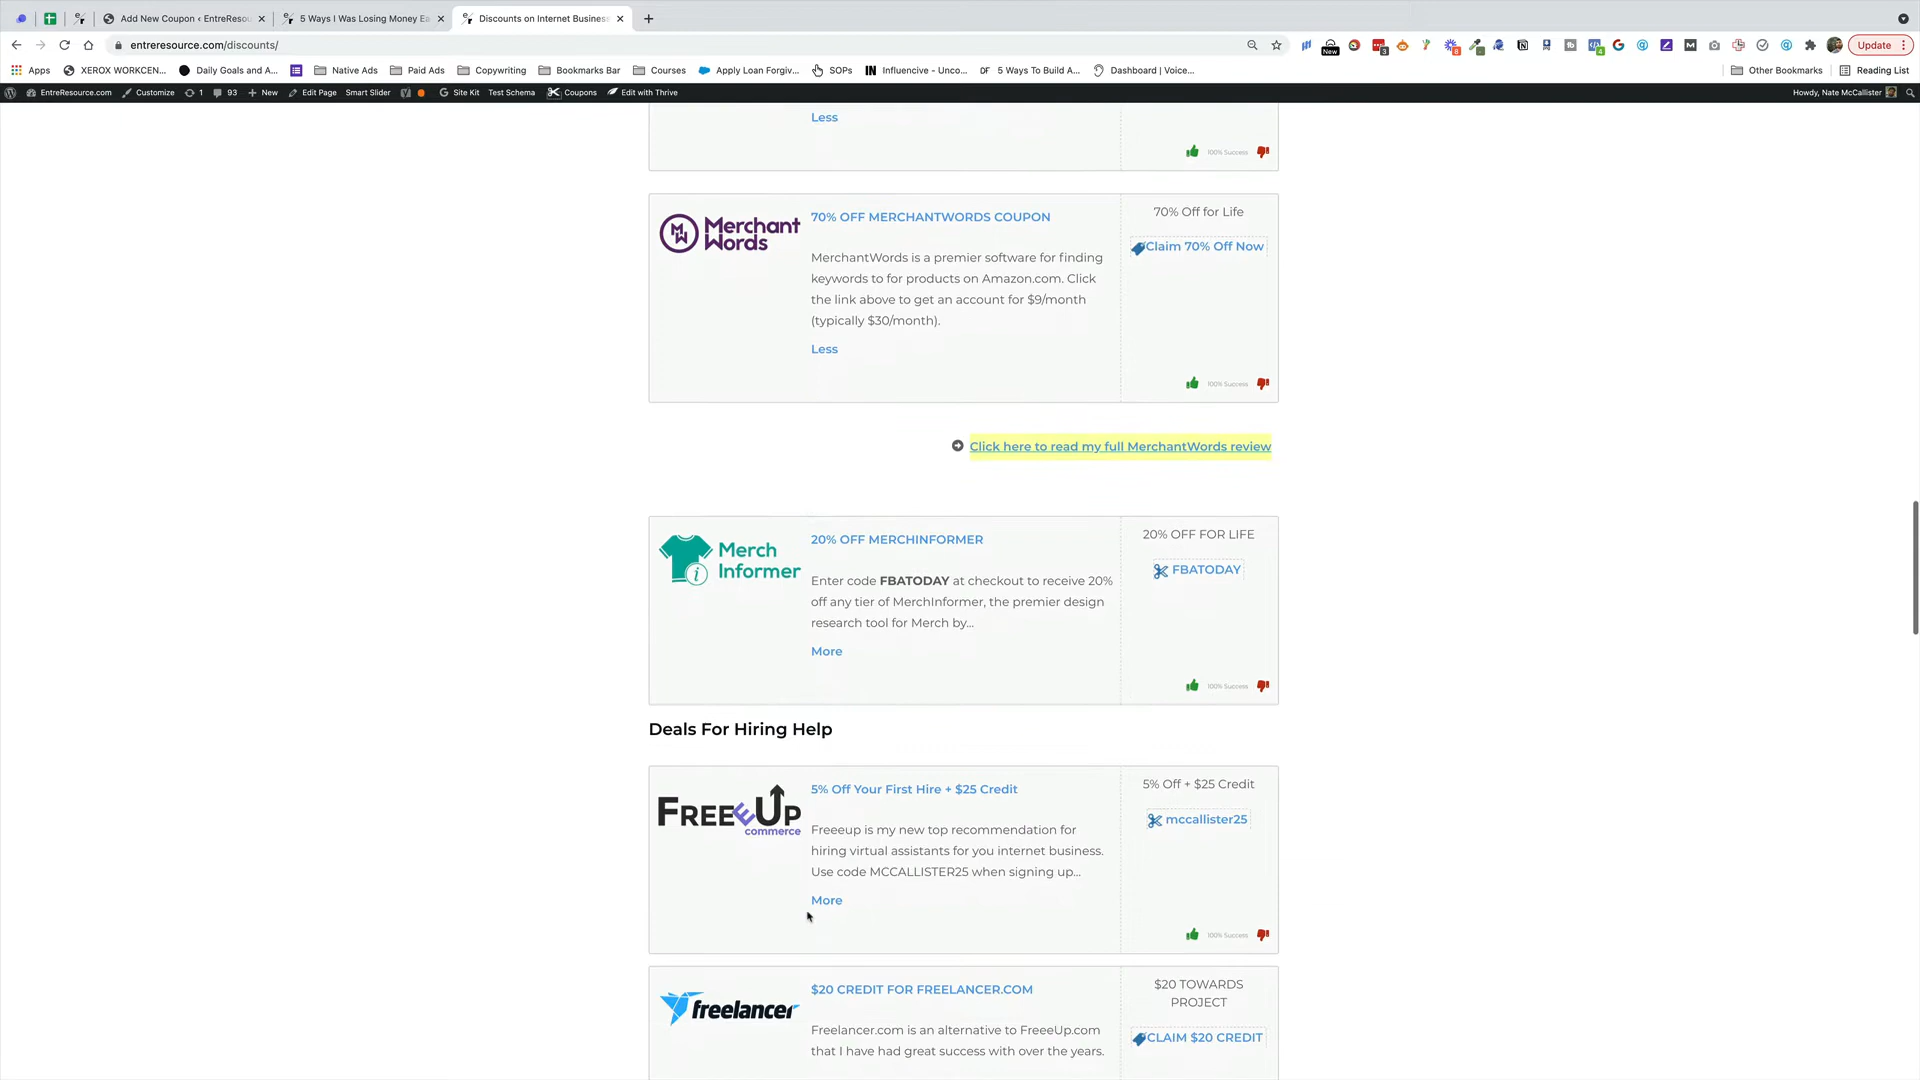 Add New Coupon ‹ EntreResou
5 Ways I Was Losing Money Ea
Discounts on Internet Business
entreresource.com/discounts/
Update
Apps
XEROX WORKCEN...
Daily Goals and A...
Native Ads
Paid Ads
Copywriting
Bookmarks Bar
Courses
Apply Loan Forgiv...
SOPs
Influencive - Unco...
5 Ways To Build A...
Dashboard | Voice...
Other Bookmarks
Reading List
EntreResource.com
Customize
1
93
New
Edit Page
Smart Slider
Site Kit
Test Schema
Coupons
Edit with Thrive
Howdy, Nate McCallister
Less
100% Success
Merchant
Words
70% OFF MERCHANTWORDS COUPON
MerchantWords is a premier software for finding
keywords to for products on Amazon.com. Click
the link above to get an account for $9/month
(typically $30/month).
Less
70% Off for Life
Claim 70% Off Now
100% Success
Click here to read my full MerchantWords review
Merch
Informer
20% OFF MERCHINFORMER
Enter code FBATODAY at checkout to receive 20%
off any tier of MerchInformer, the premier design
research tool for Merch by...
More
20% OFF FOR LIFE
FBATODAY
100% Success
Deals For Hiring Help
FREEEUP
commerce
5% Off Your First Hire + $25 Credit
Freeeup is my new top recommendation for
hiring virtual assistants for you internet business.
Use code MCCALLISTER25 when signing up...
More
5% Off + $25 Credit
mccallister25
100% Success
freelancer
$20 CREDIT FOR FREELANCER.COM
Freelancer.com is an alternative to FreeeUp.com
that I have had great success with over the years.
$20 TOWARDS
PROJECT
CLAIM $20 CREDIT